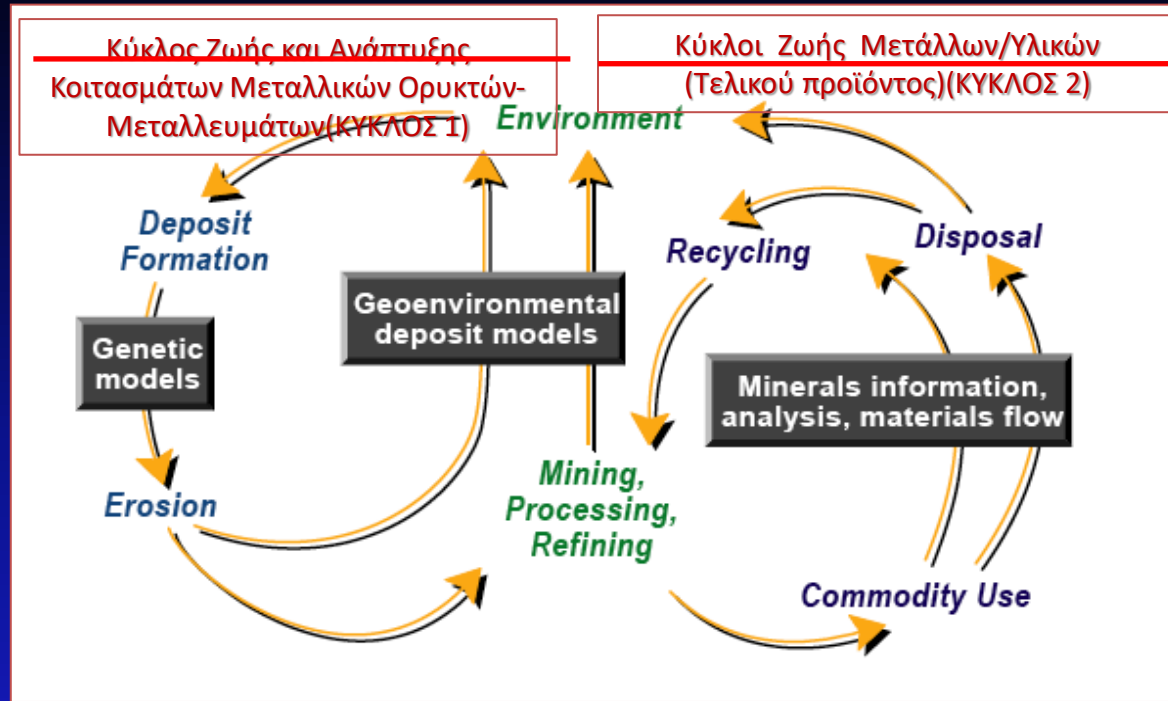 Κύκλος Ζωής και Ανάπτυξης
Κοιτασμάτων Μεταλλικών Ορυκτών-
Μεταλλευμάτων(ΚΥΚΛΟΣ 1)
Κύκλοι Ζωής Μετάλλων/Υλικών
(Τελικού προϊόντος)(ΚΥΚΛΟΣ 2)
Environment
Deposit
Formation
Recycling
Disposal
Geoenvironmental
deposit models
Genetic
models
Minerals information,
analysis, materials flow
Erosion
Mining,
Processing,
Refining
Commodity Use